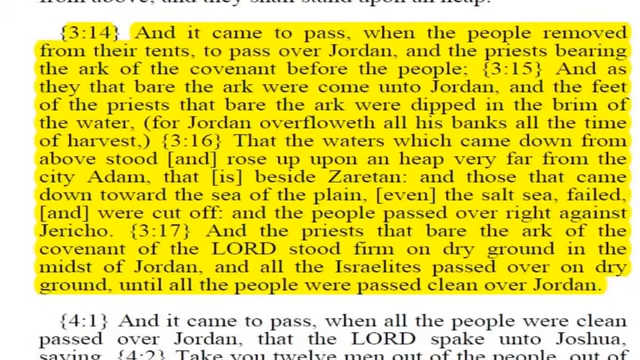 from above; and they shall stand upon an heap.
{3:14} And it came to pass, when the people removed
from their tents, to pass over Jordan, and the priests bearing
the ark of the covenant before the people; {3:15} And as
they that bare the ark were come unto Jordan, and the feet
of the priests that bare the ark were dipped in the brim of
the water, (for Jordan overfloweth all his banks all the time
of harvest,) {3:16} That the waters which came down from
above stood [and] rose up upon an heap very far from the
city Adam, that [is] beside Zaretan: and those that came
down toward the sea of the plain, [even] the salt sea, failed,
[and] were cut off: and the people passed over right against
Jericho. {3:17} And the priests that bare the ark of the
covenant of the LORD stood firm on dry ground in the
midst of Jordan, and all the Israelites passed over on dry
ground, until all the people were passed clean over Jordan.
{4:1} And it came to pass, when all the people were clean
passed over Jordan, that the LORD spake unto Joshua,
saying, {4:2} Take you twelve men out of the people, out of